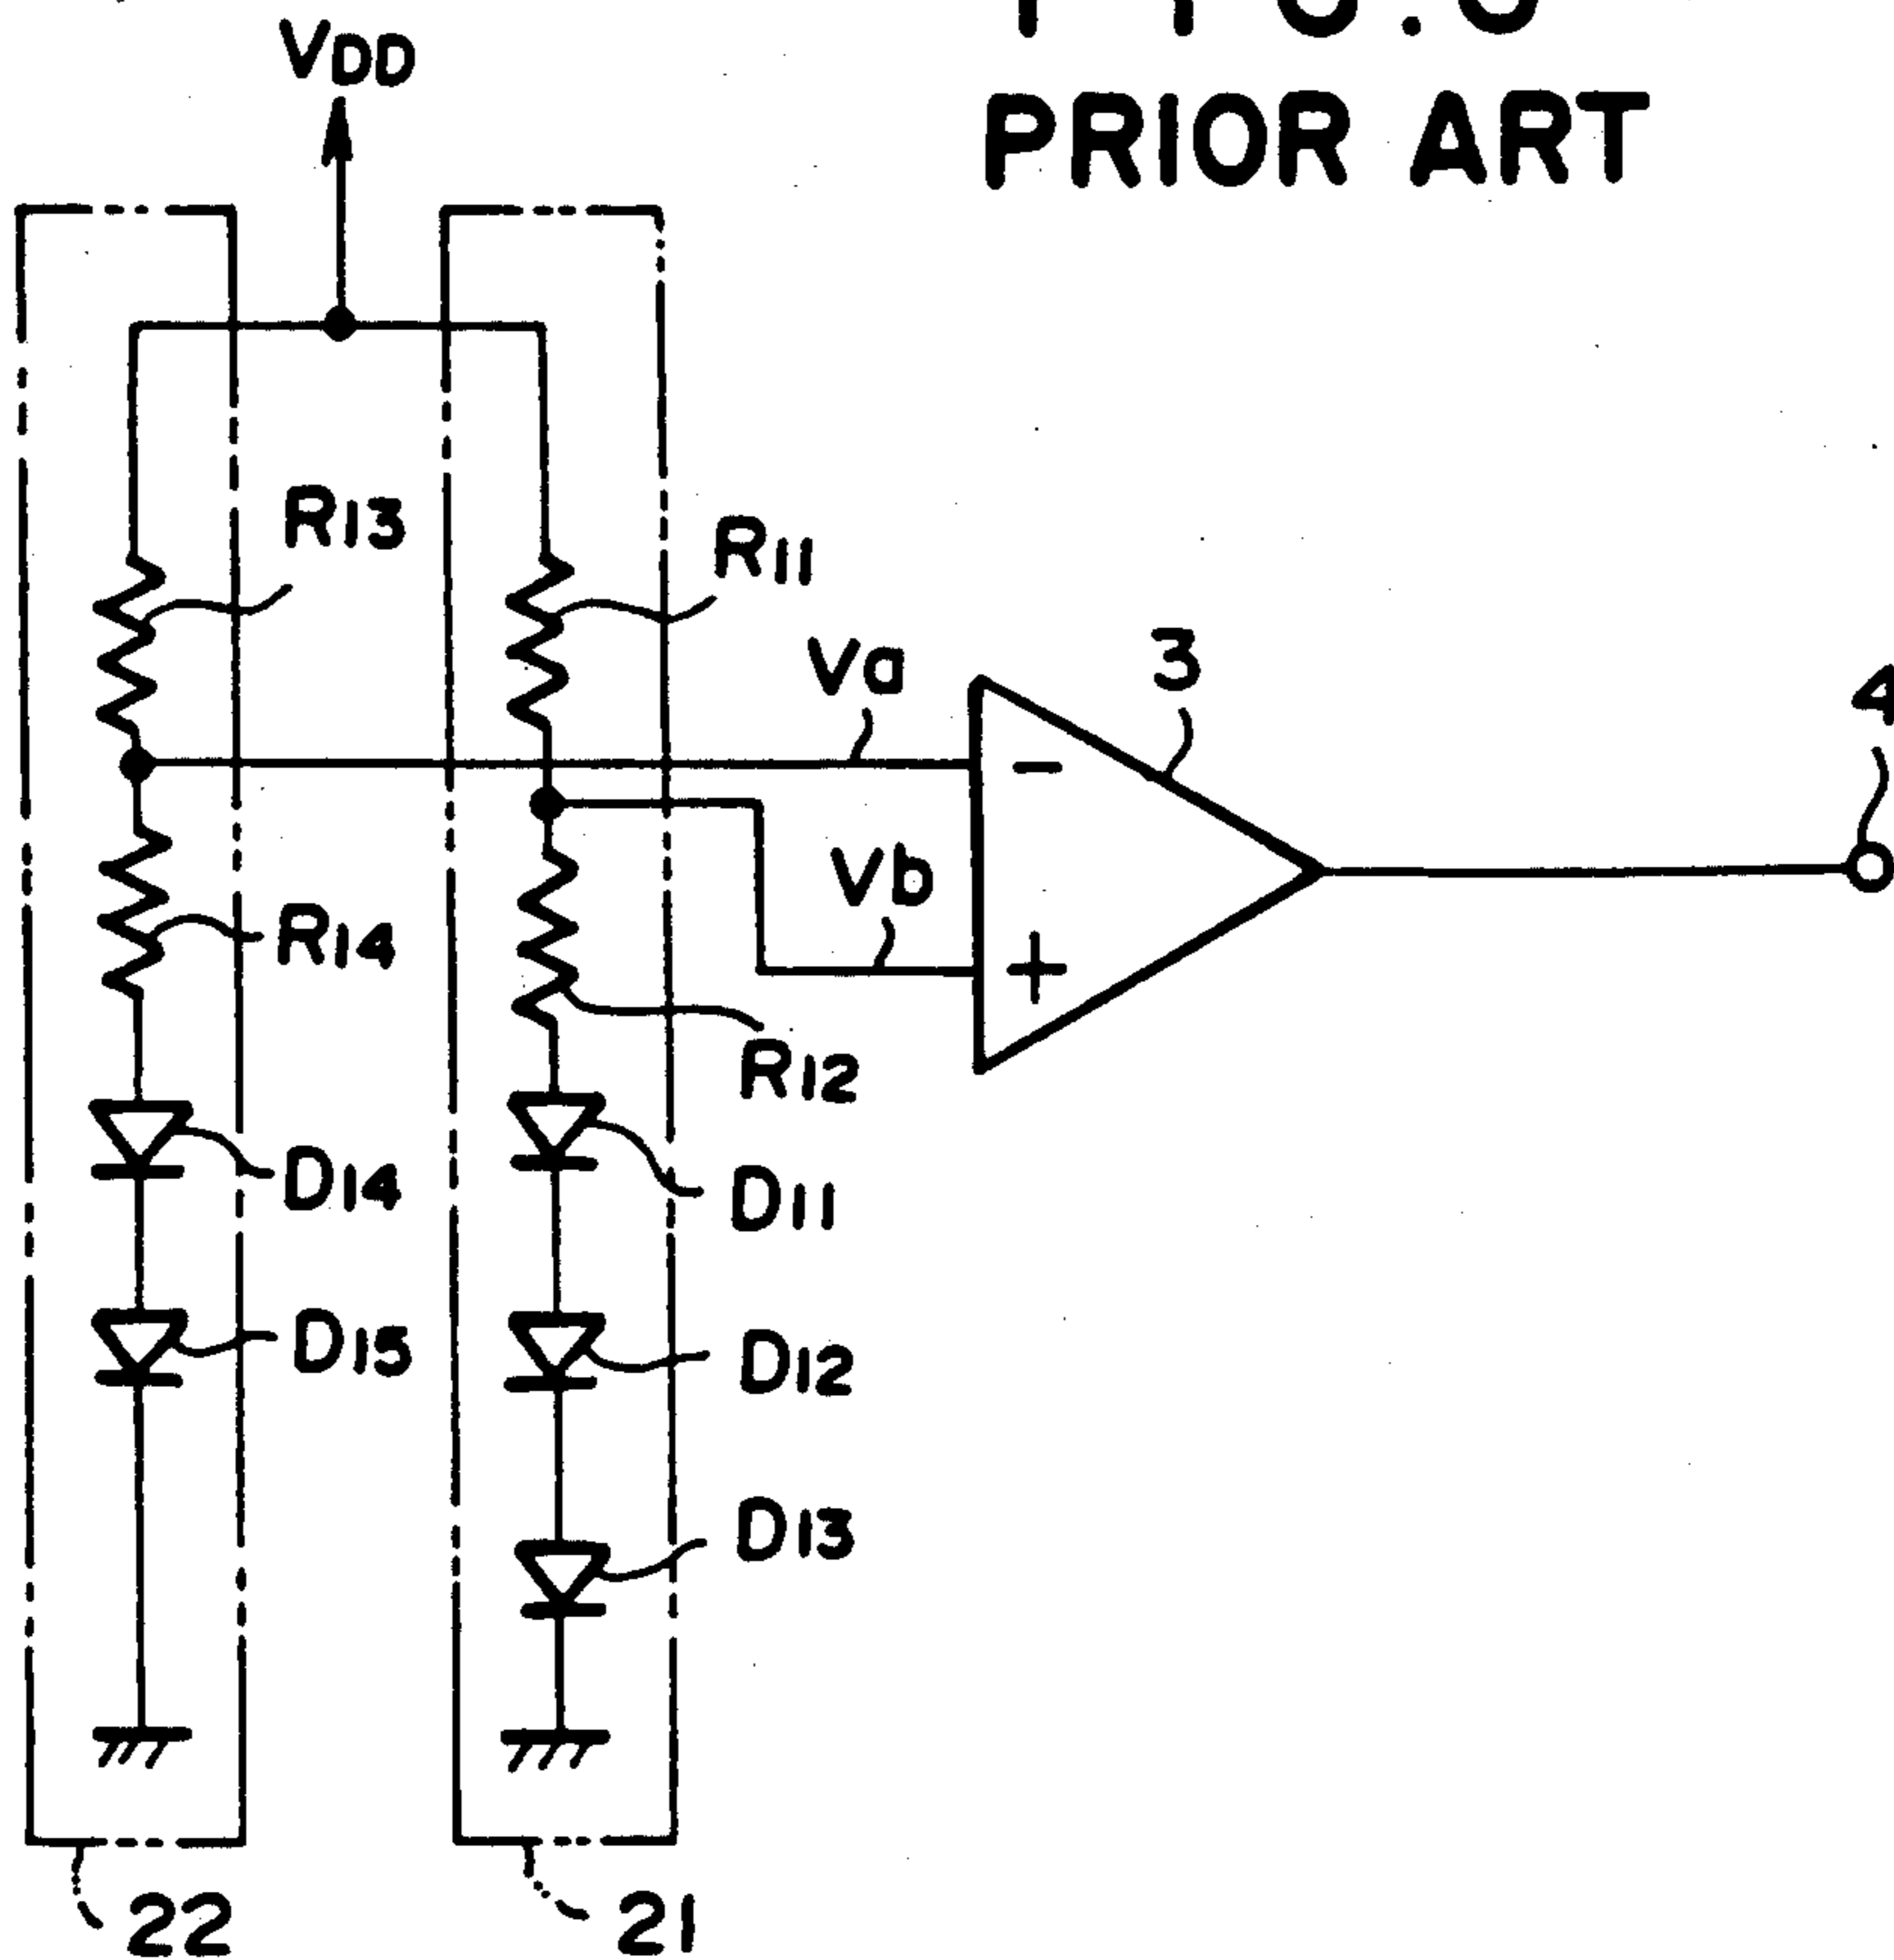 PRIOR ART
VDD
R13
R11
Va
3
4
-
Vb
+
R14
R12
D14
D11
D15
D12
D13
22
21